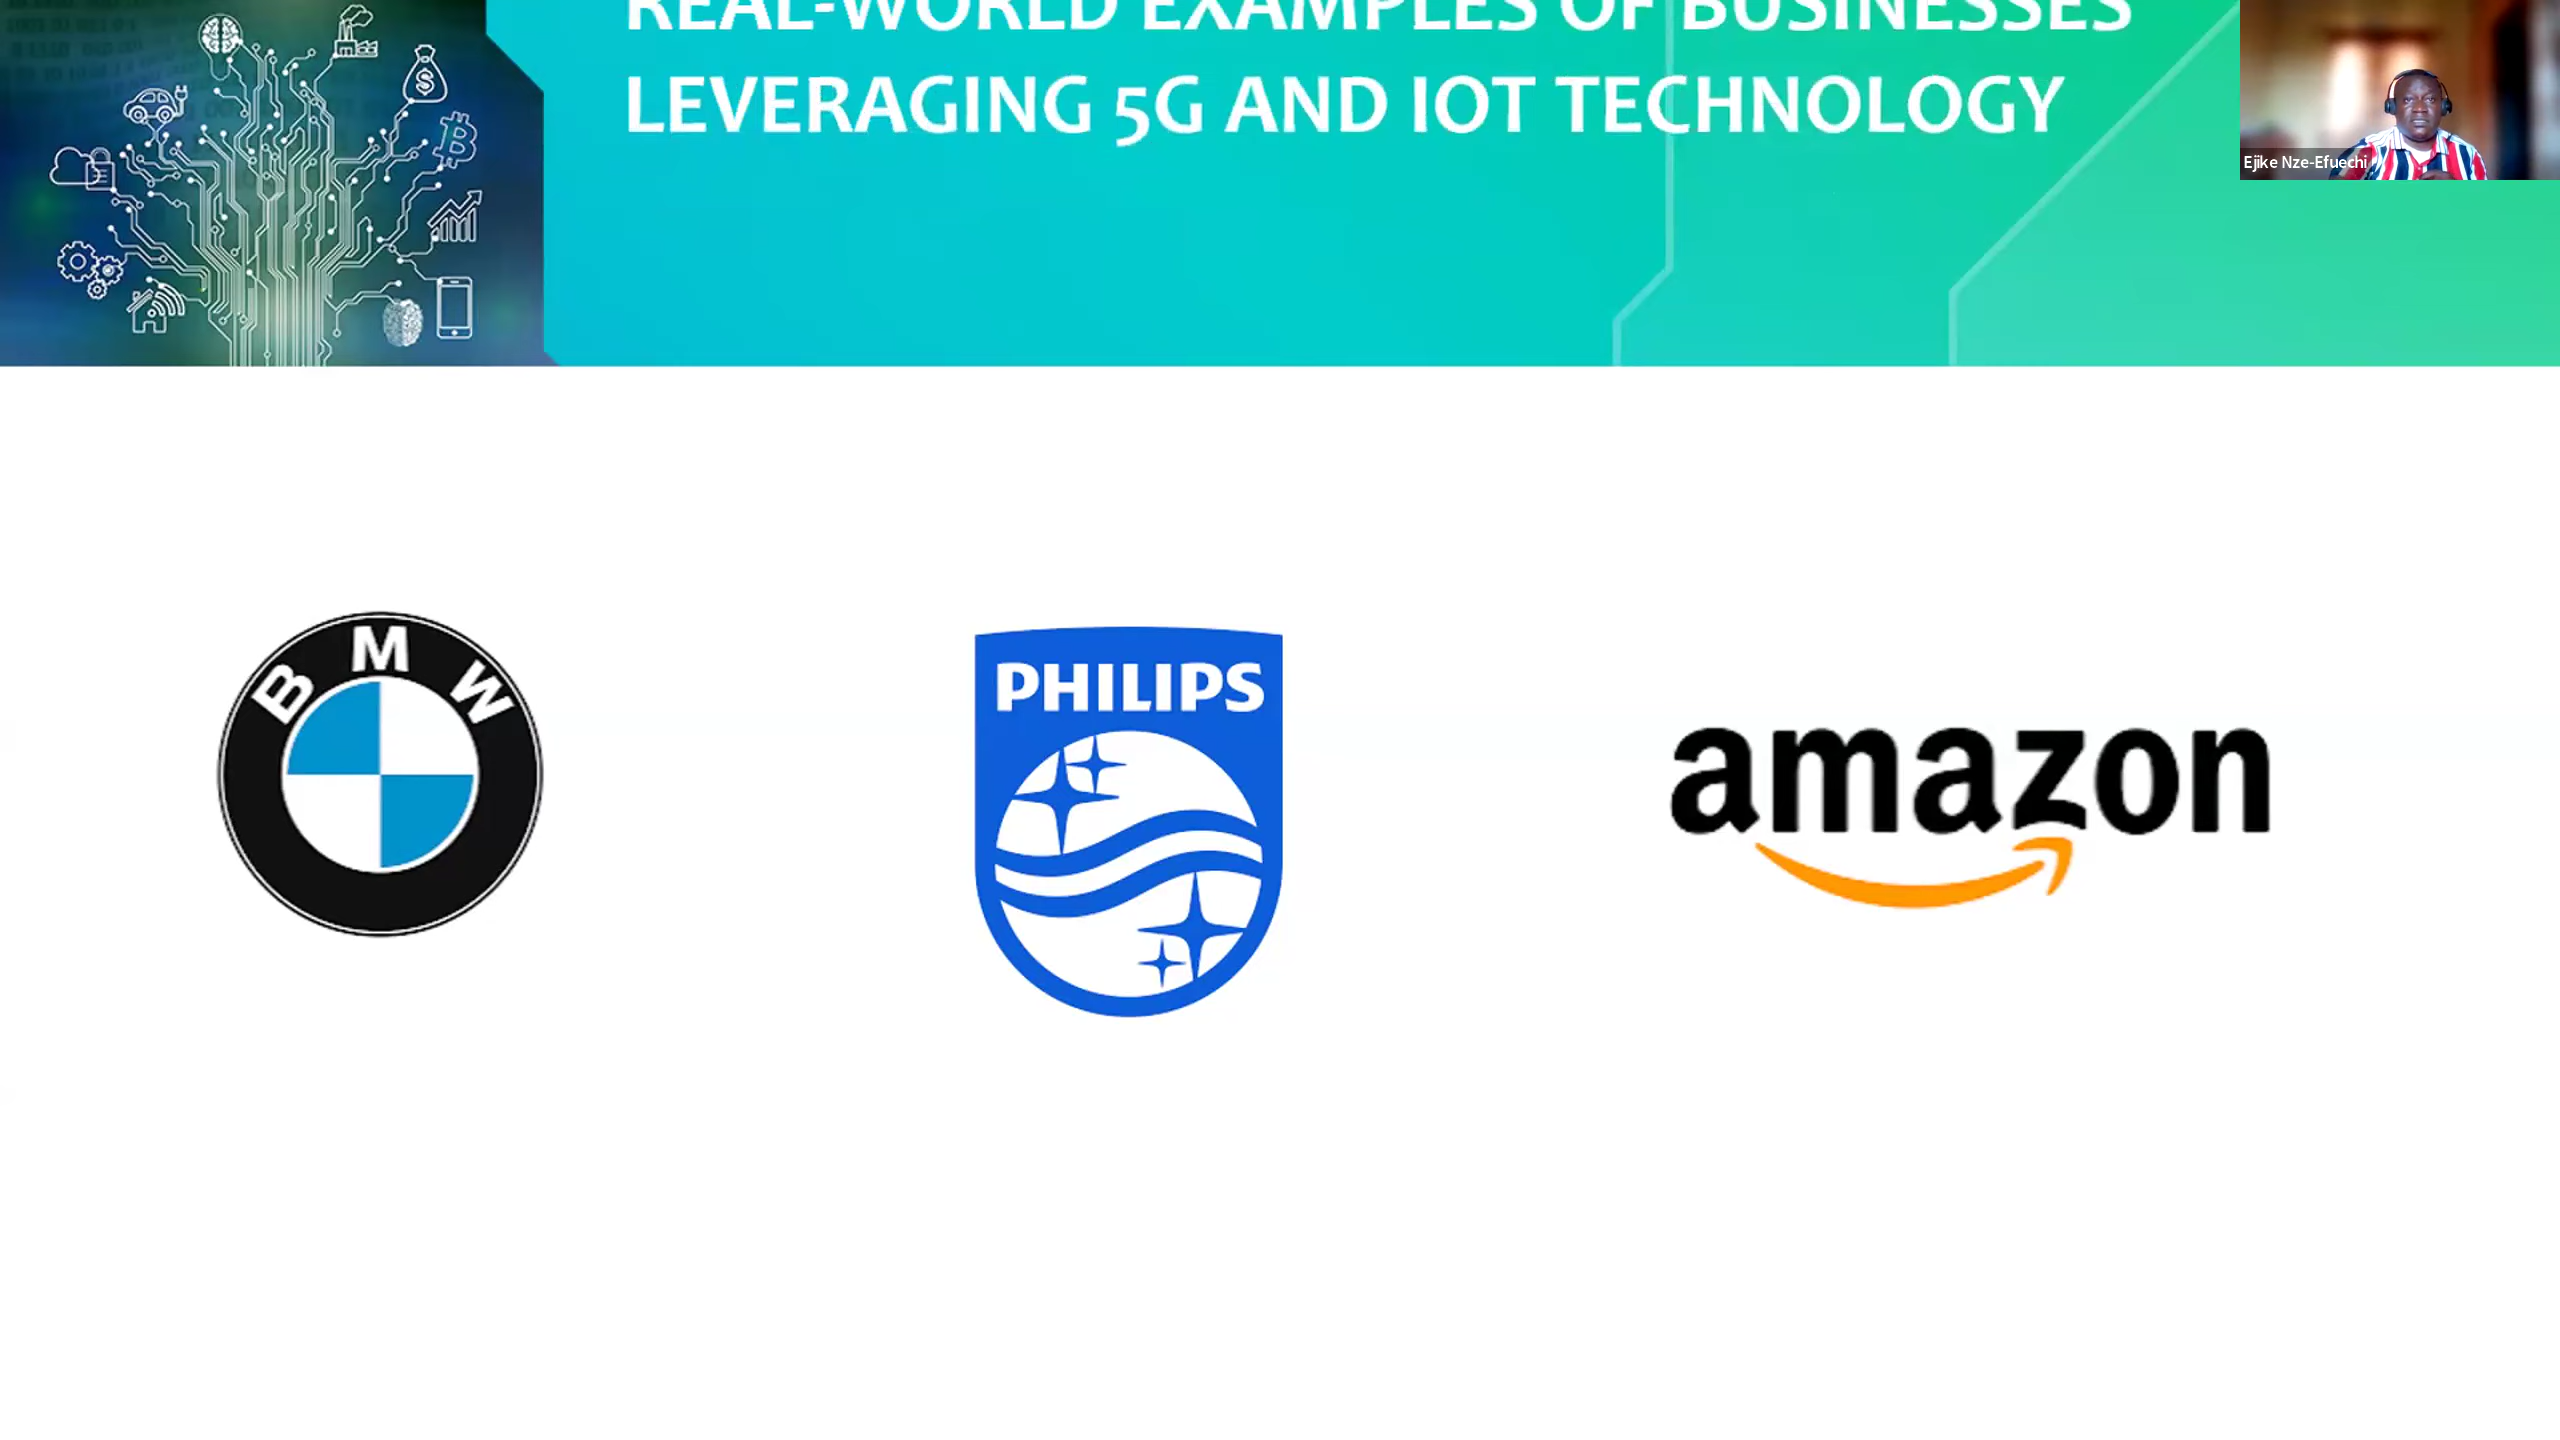 REAL-WORLD EXAMPLES OF BUSINESSES
LEVERAGING 5G AND IOT TECHNOLOGY
Ejike Nze-Efuechi
BMW
PHILIPS
amazon